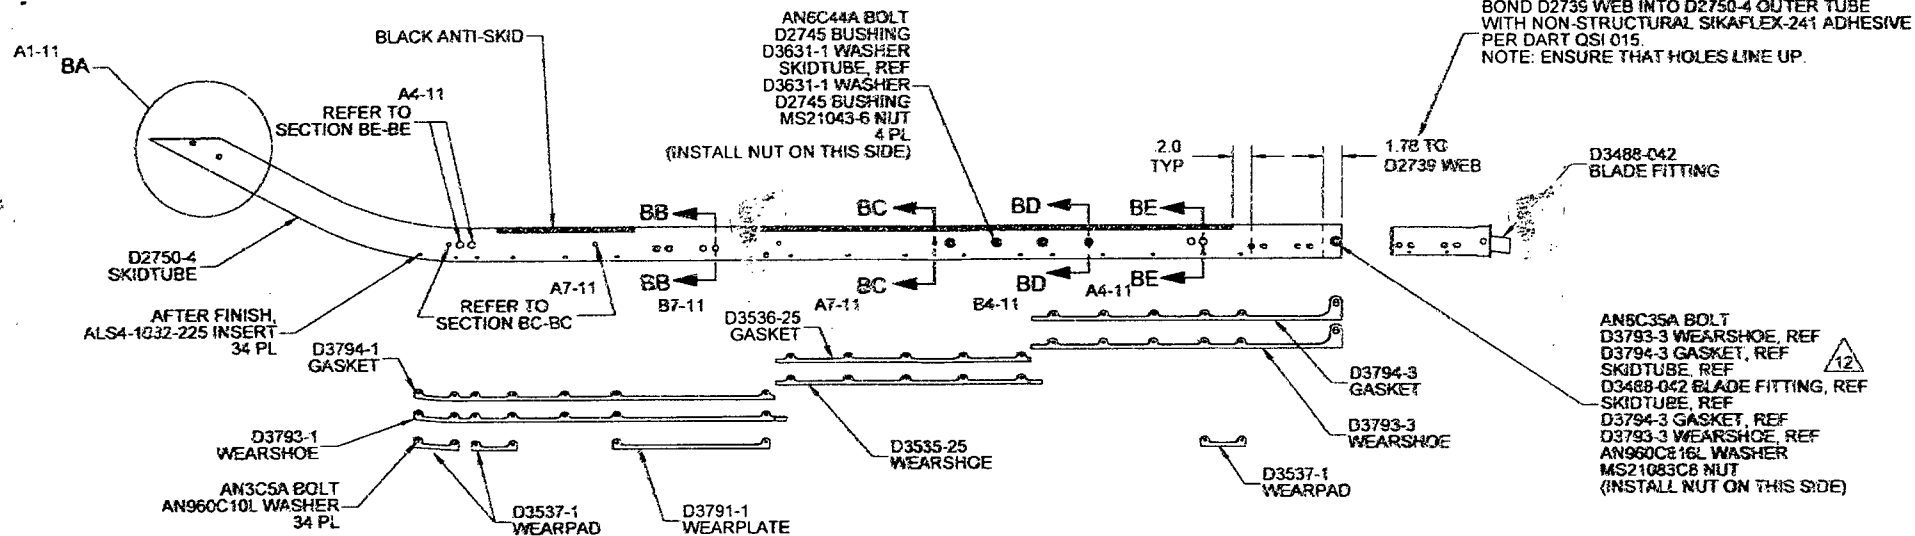 BOND D2739 WEB INTO D2750-4 OUTER TUBE
WITH NON-STRUCTURAL SIKAFLEX-241 ADHESIVE
PER DART QSI 015.
NOTE: ENSURE THAT HOLES LINE UP.
A1-11
BA
BLACK ANTI-SKID
AN6C44A BOLT
D2745 BUSHING
D3631-1 WASHER
SKIDTUBE, REF
D3631-1 WASHER
D2745 BUSHING
MS21043-6 NUT
4 PL
(INSTALL NUT ON THIS SIDE)
A4-11
REFER TO
SECTION BE-BE
2.0
TYP
1.78 TO
D2739 WEB
D3488-042
BLADE FITTING
BB
BC
BD
BE
D2750-4
SKIDTUBE
BB
BC
BD
BE
A7-11
B7-11
A7-11
B4-11
A4-11
REFER TO
SECTION BC-BC
AFTER FINISH,
ALS4-1032-225 INSERT
34 PL
D3794-1
GASKET
D3536-25
GASKET
D3794-3
GASKET
D3793-1
WEARSHOE
D3535-25
WEARSHOE
D3793-3
WEARSHOE
AN3C5A BOLT
AN960C10L WASHER
34 PL
D3537-1
WEARPAD
D3791-1
WEARPLATE
D3537-1
WEARPAD
AN8C35A BOLT
D3793-3 WEARSHOE, REF
D3794-3 GASKET, REF
SKIDTUBE, REF
D3488-042 BLADE FITTING, REF
SKIDTUBE, REF
D3794-3 GASKET, REF
D3793-3 WEARSHOE, REF
AN960C816L WASHER
MS21083C8 NUT
(INSTALL NUT ON THIS SIDE)
12